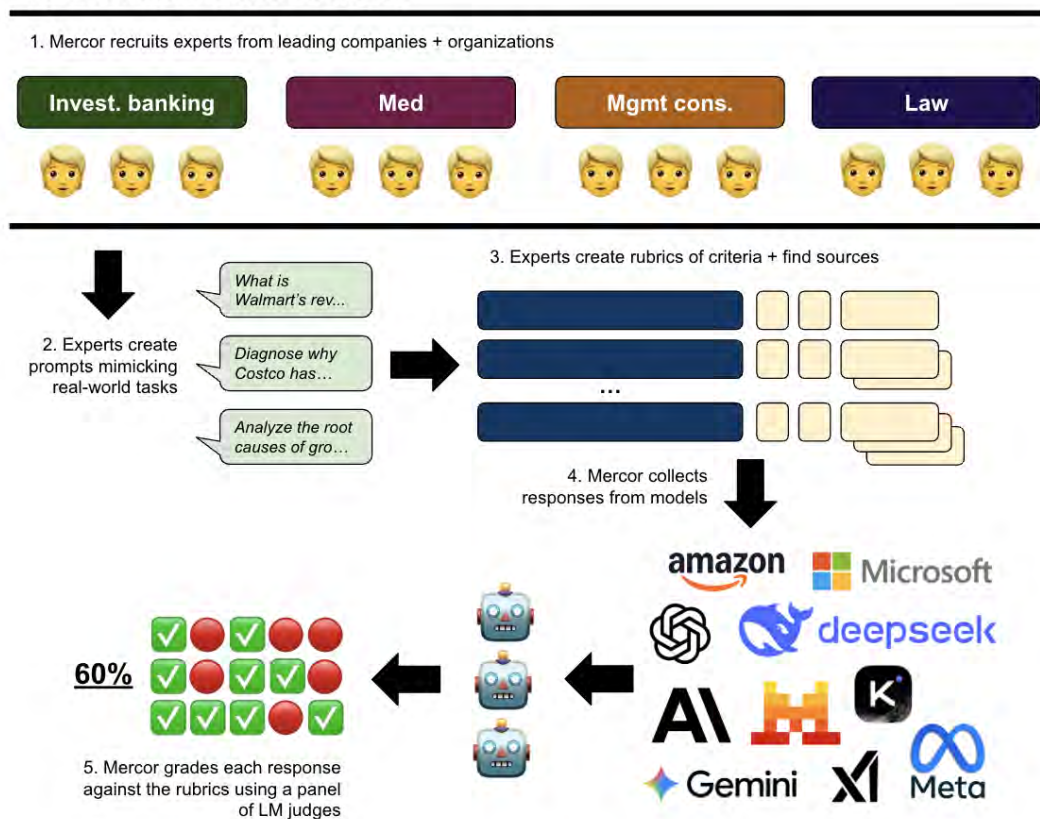 1. Mercor recruits experts from leading companies + organizations
Invest. banking
Med
Mgmt cons.
Law
2. Experts create
prompts mimicking
real-world tasks
What is
Walmart's rev...
Diagnose why
Costco has…
Analyze the root
causes of gro…
3. Experts create rubrics of criteria + find sources
...
4. Mercor collects
responses from models
amazon
Microsoft
deepseek
AI
K
Gemini
xI
Meta
60%
5. Mercor grades each response
against the rubrics using a panel
of LM judges